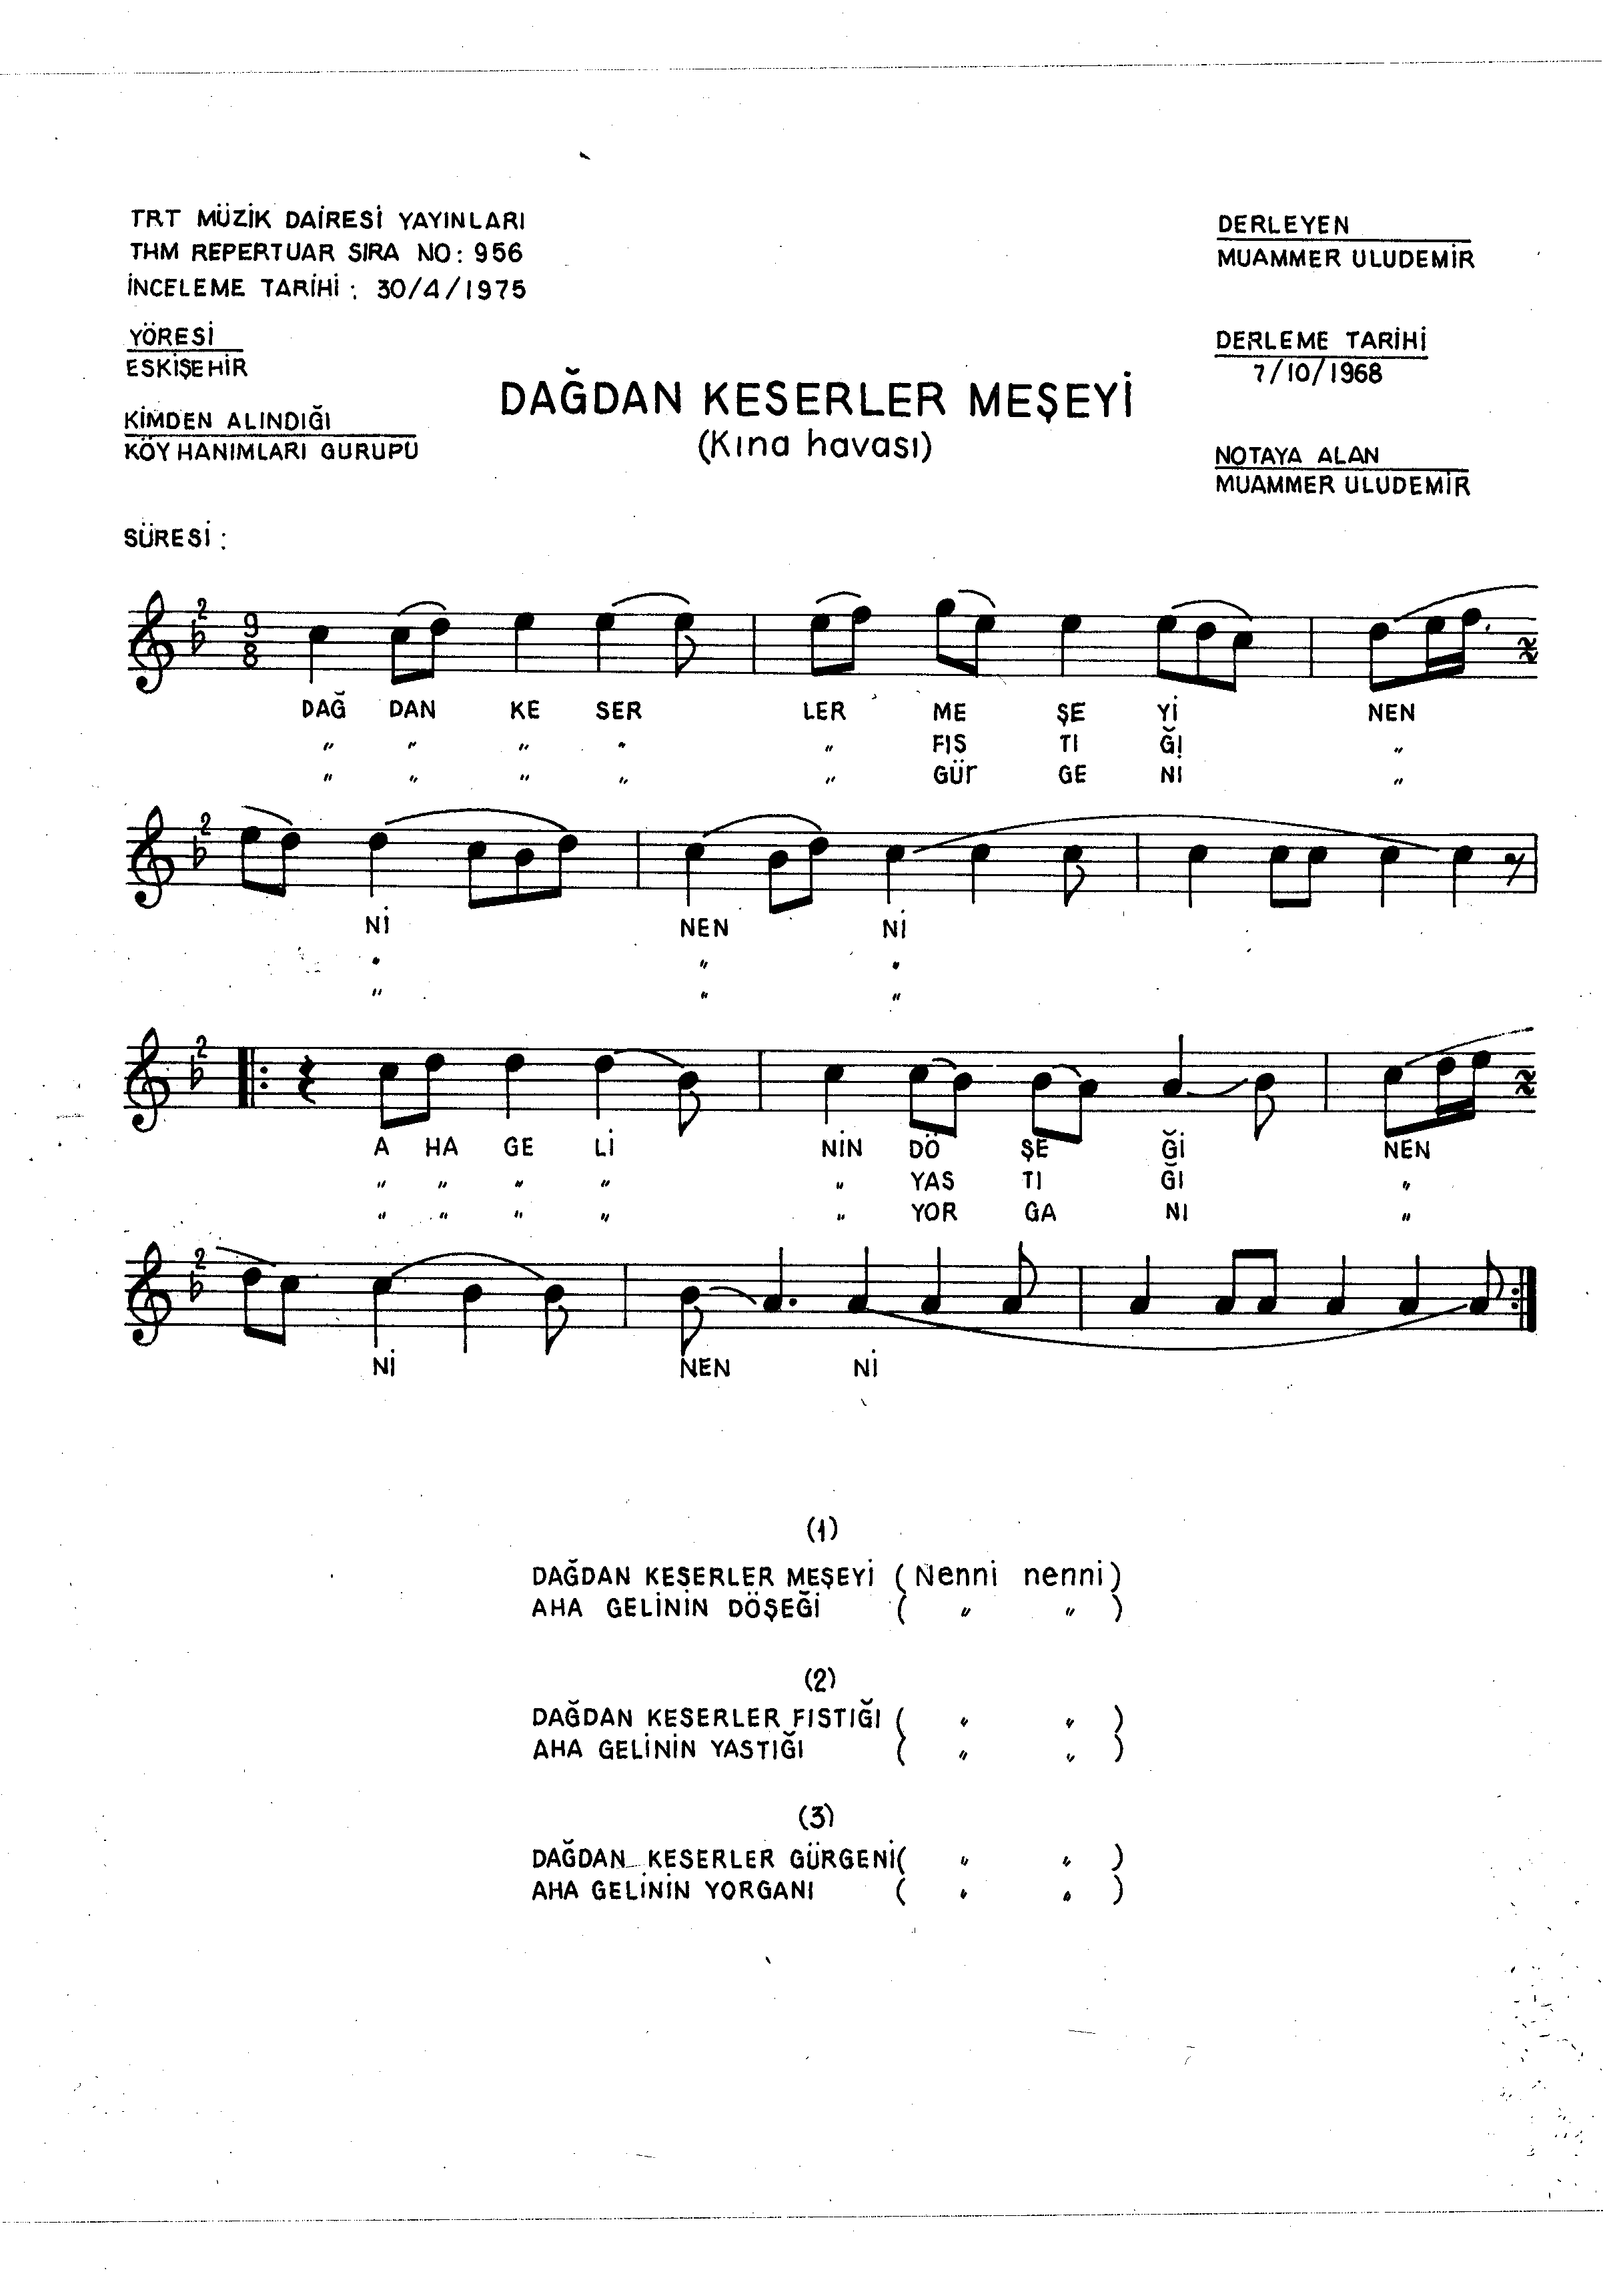 TRT MÜZİK DAİRESİ YAYINLARI
THM REPERTUAR SIRA NO: 956
İNCELEME TARİHİ : 30/4/1975
DERLEYEN
MUAMMER ULUDEMİR
YÖRESİ
ESKİŞEHİR
DERLEME TARİHİ
7/10/1968
DAĞDAN KESERLER MEŞEYİ
(Kına havası)
KİMDEN ALINDIĞI
KÖY HANIMLARI GURUPU
NOTAYA ALAN
MUAMMER ULUDEMİR
SÜRESİ :
2
9
8
DAĞ DAN KE SER LER ME ŞE Yİ NEN
" " " " " FIS TI ĞI "
" " " " " GÜr GE NI "
2
Nİ NEN Nİ
" " "
" " "
2
A HA GE Lİ NİN DÖ ŞE Ğİ NEN
" " " " " YAS TI ĞI "
" " " " " YOR GA NI "
2
Nİ NEN Nİ
(1)
DAĞDAN KESERLER MEŞEYİ (Nenni nenni)
AHA GELİNİN DÖŞEĞİ ( " " )
(2)
DAĞDAN KESERLER FISTIĞI ( " " )
AHA GELİNİN YASTIĞI ( " " )
(3)
DAĞDAN KESERLER GÜRGENİ( " " )
AHA GELİNİN YORGANI ( " " )